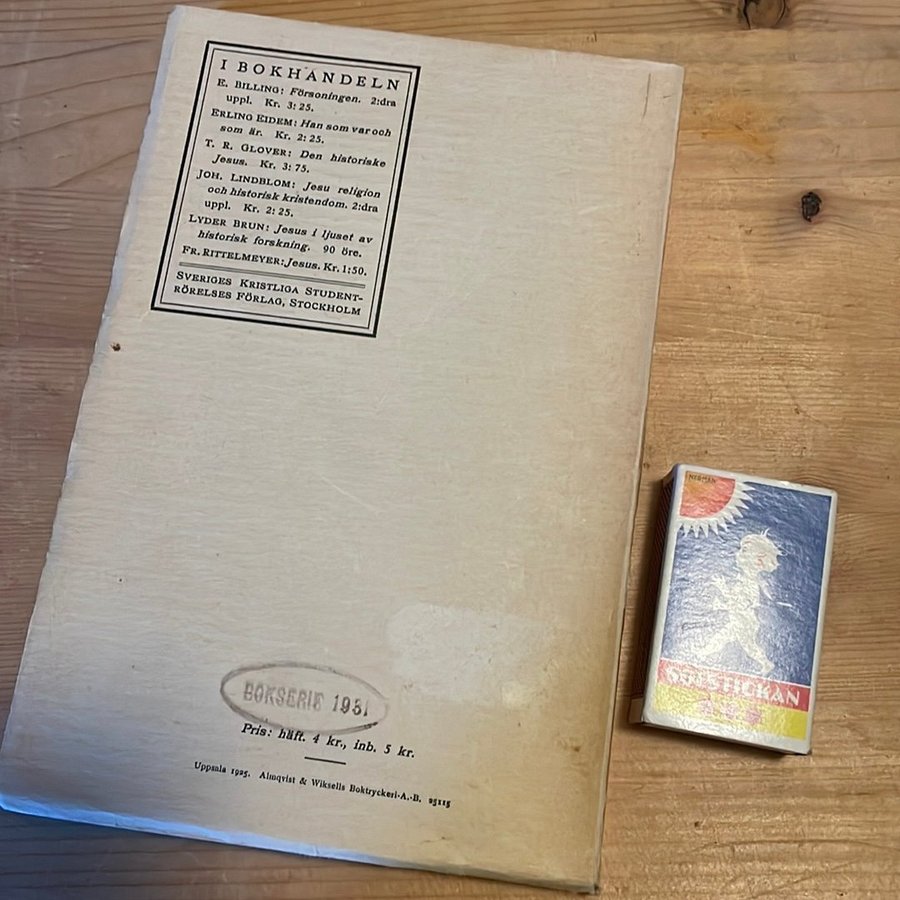 I BOKHANDELN
E. BILLING: Försoningen. 2:dra
uppl. Kr. 3: 25.
ERLING EIDEM: Han som var och
som är. Kr. 2: 25.
T. R. GLOVER: Den historiske
Jesus. Kr. 3: 75.
JOH. LINDBLOM: Jesu religion
och historisk kristendom. 2:dra
uppl. Kr. 2: 25.
LYDER BRUN: Jesus i ljuset av
historisk forskning. 90 öre.
FR. RITTELMEYER: Jesus. Kr. 1: 50.
SVERIGES KRISTLIGA STUDENT-
RÖRELSES FÖRLAG, STOCKHOLM
BOKSERIE 1931
Pris: häft. 4 kr., inb. 5 kr.
Uppsala 1925. Almqvist & Wiksells Boktryckeri-A.-B. 25115
NERMAN
SOLSTICKAN